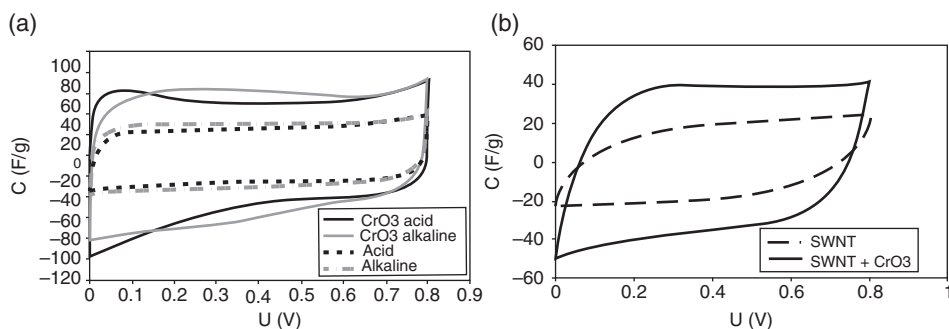 (a)
C (F/g)
100
80
60
40
20
0
−20
−40
−60
−80
−100
−120
0
0.1
0.2
0.3
0.4
0.5
0.6
0.7
0.8
0.9
U (V)
CrO3 acid
CrO3 alkaline
Acid
Alkaline
(b)
C (F/g)
60
40
20
0
−20
−40
−60
0
0.2
0.4
0.6
0.8
1
U (V)
SWNT
SWNT + CrO3